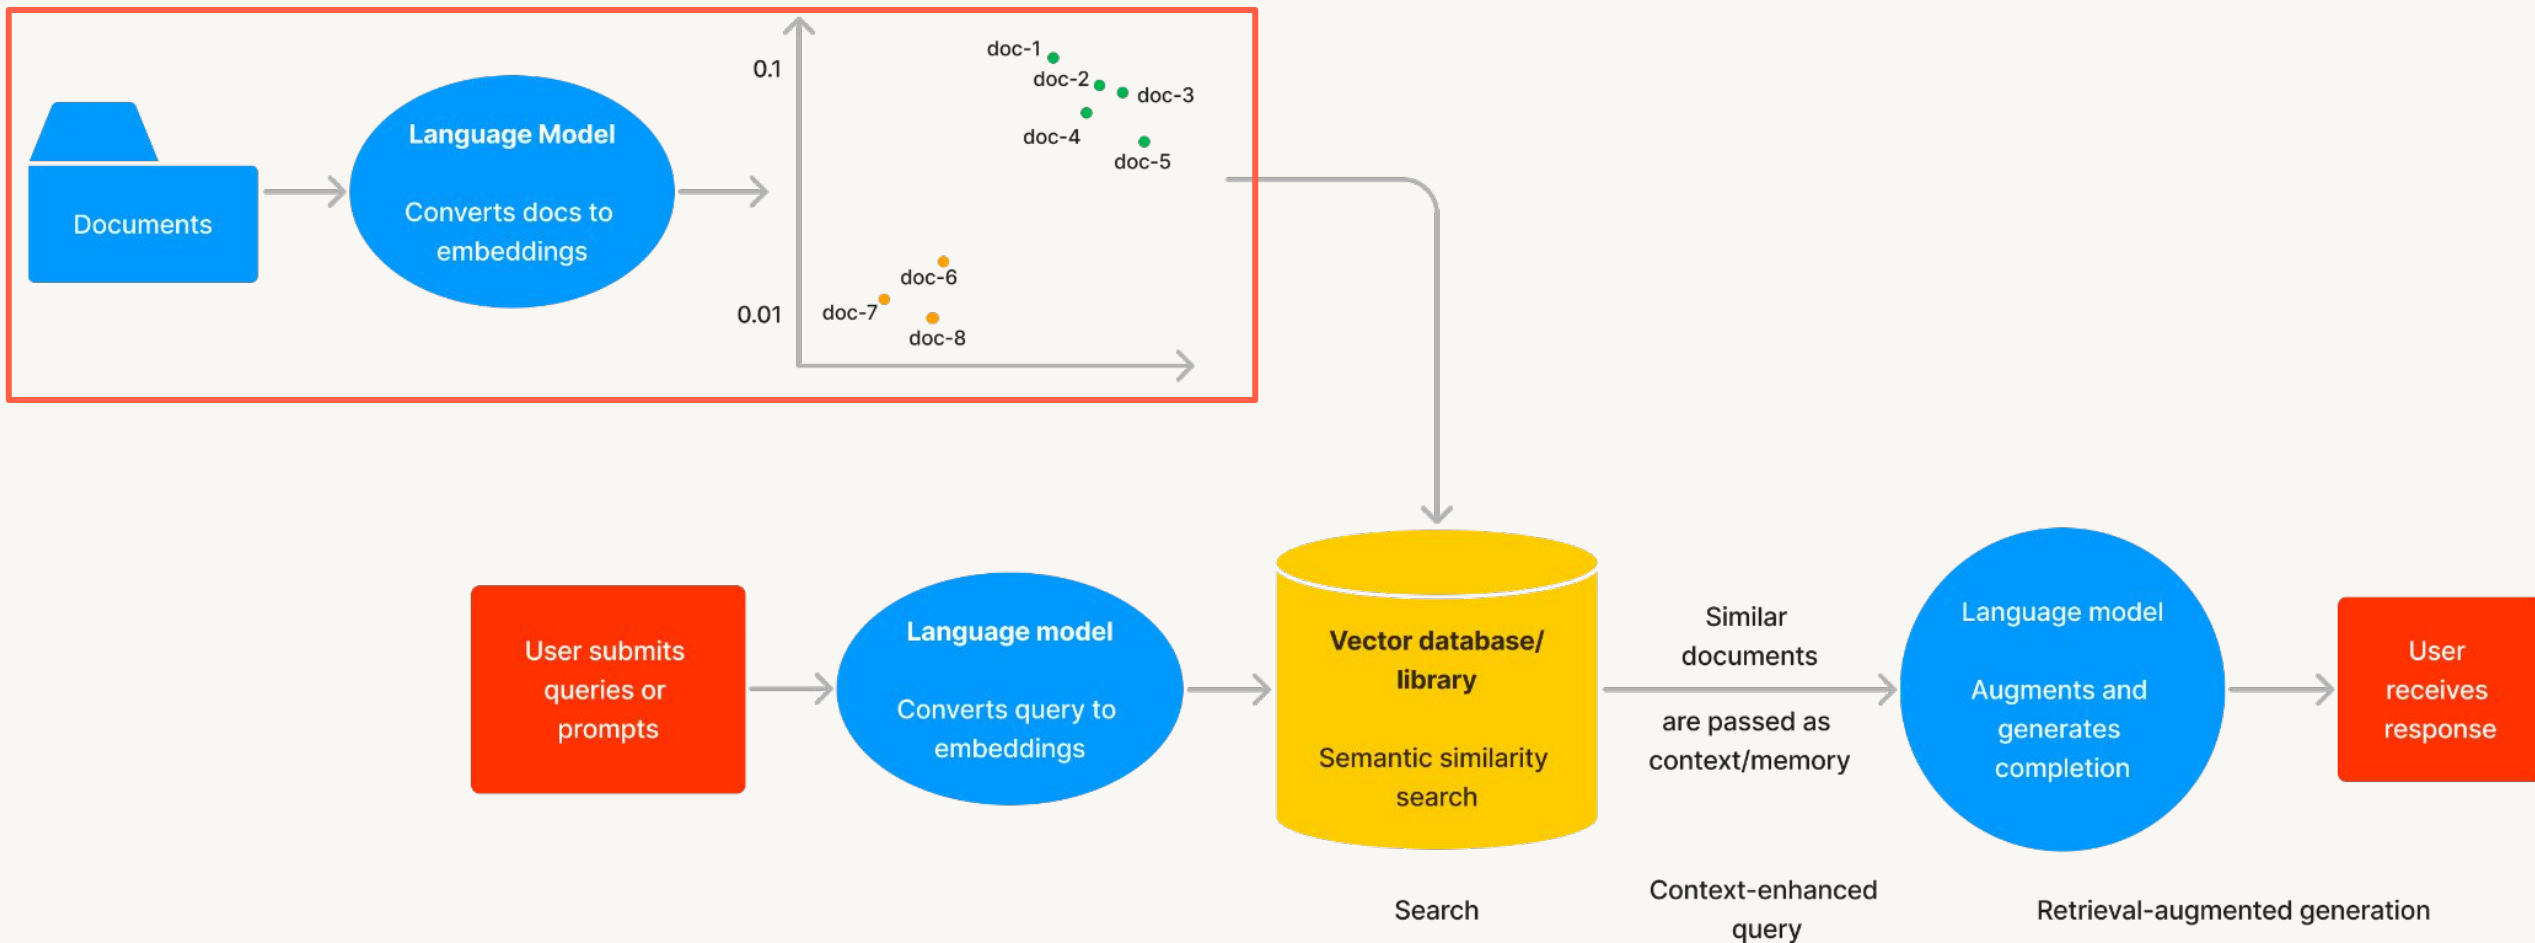 Documents
Language Model
Converts docs to
embeddings
0.1
0.01
doc-1
doc-2
doc-3
doc-4
doc-5
doc-6
doc-7
doc-8
User submits
queries or
prompts
Language model
Converts query to
embeddings
Vector database/
library
Semantic similarity
search
Similar
documents
are passed as
context/memory
Language model
Augments and
generates
completion
User
receives
response
Search
Context-enhanced
query
Retrieval-augmented generation